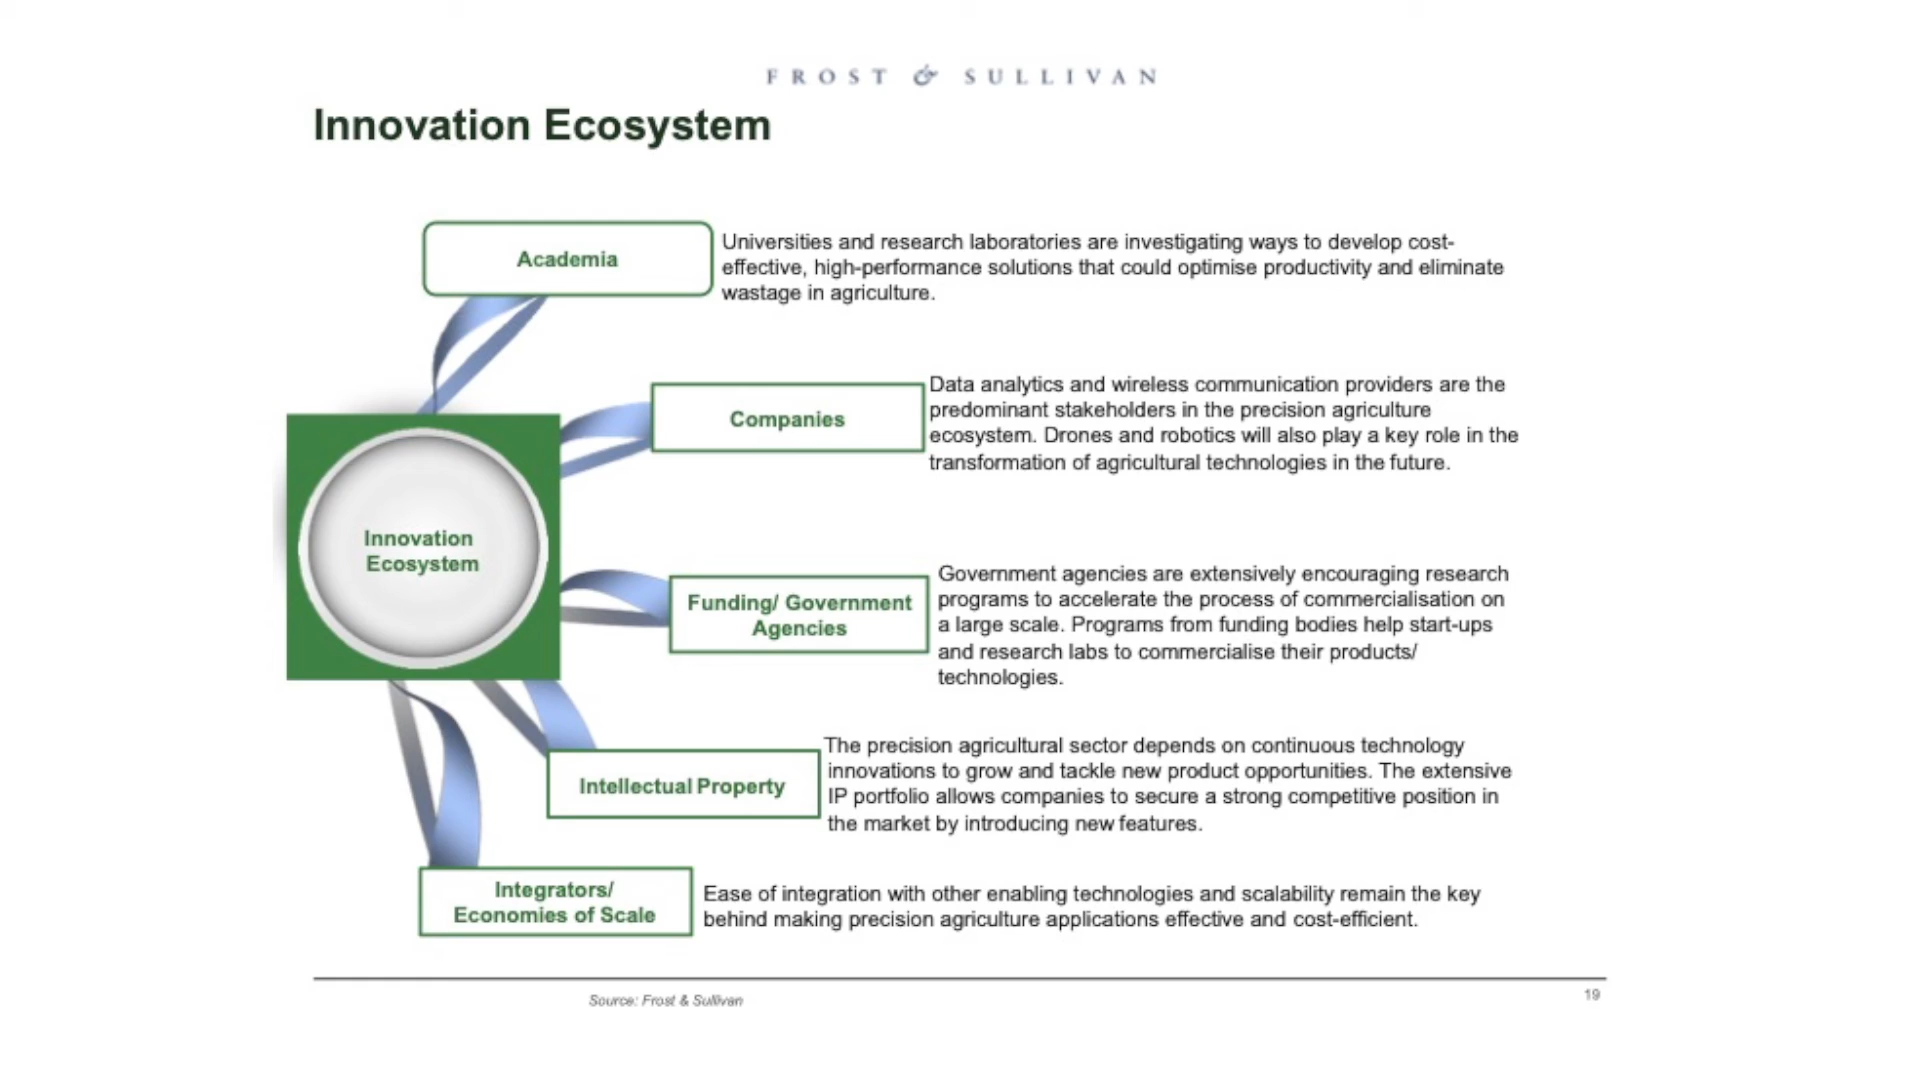 FROST & SULLIVAN
Innovation Ecosystem
Academia
Universities and research laboratories are investigating ways to develop cost-
effective, high-performance solutions that could optimise productivity and eliminate
wastage in agriculture.
Companies
Data analytics and wireless communication providers are the
predominant stakeholders in the precision agriculture
ecosystem. Drones and robotics will also play a key role in the
transformation of agricultural technologies in the future.
Innovation
Ecosystem
Funding/ Government
Agencies
Government agencies are extensively encouraging research
programs to accelerate the process of commercialisation on
a large scale. Programs from funding bodies help start-ups
and research labs to commercialise their products/
technologies.
Intellectual Property
The precision agricultural sector depends on continuous technology
innovations to grow and tackle new product opportunities. The extensive
IP portfolio allows companies to secure a strong competitive position in
the market by introducing new features.
Integrators/
Economies of Scale
Ease of integration with other enabling technologies and scalability remain the key
behind making precision agriculture applications effective and cost-efficient.
Source: Frost & Sullivan
19